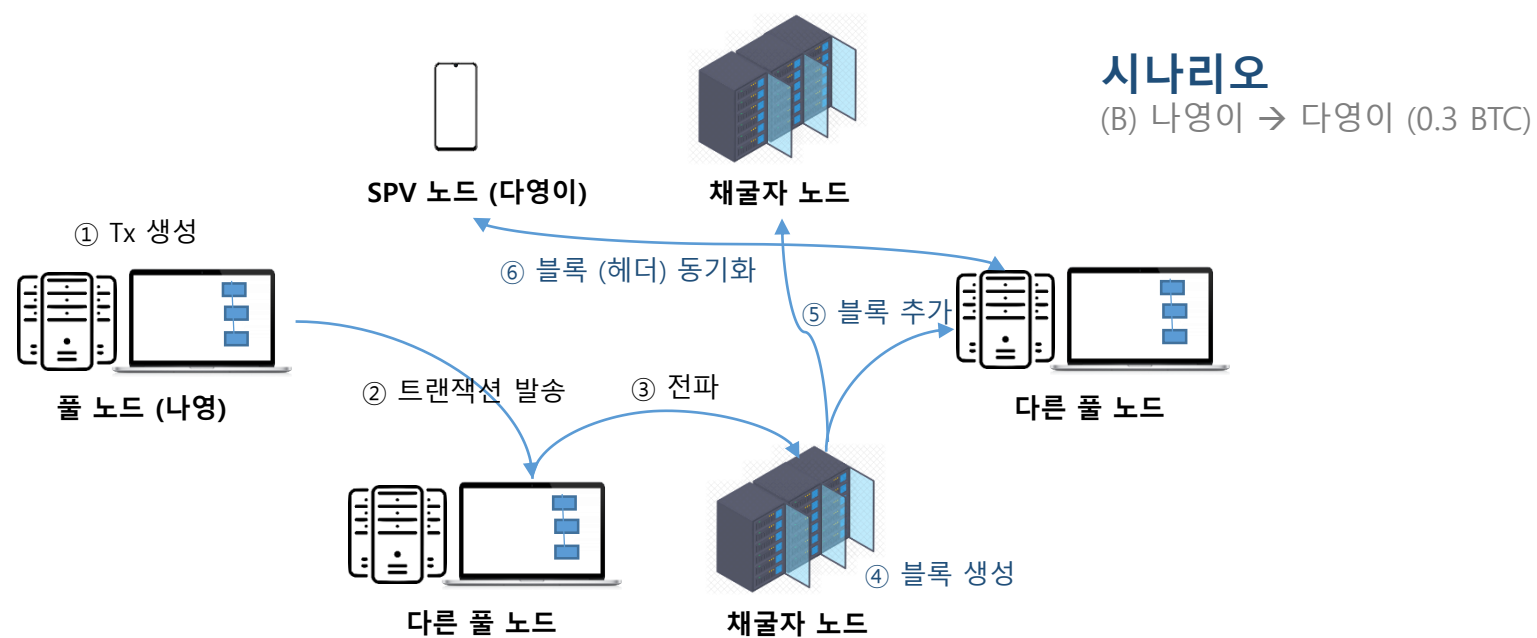 시나리오
(B) 나영이 → 다영이 (0.3 BTC)
SPV 노드 (다영이)
채굴자 노드
① Tx 생성
⑥ 블록 (헤더) 동기화
⑤ 블록 추가
② 트랜잭션 발송
③ 전파
풀 노드 (나영)
다른 풀 노드
④ 블록 생성
다른 풀 노드
채굴자 노드